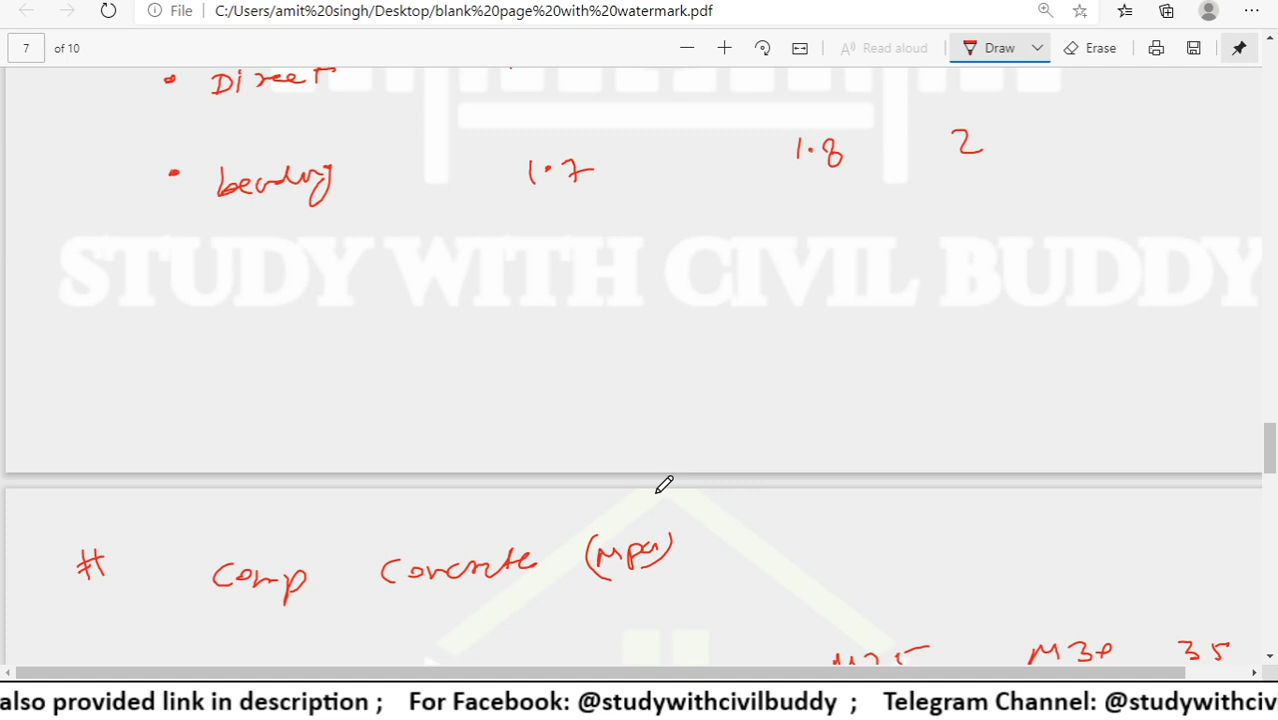 File C:/Users/amit%20singh/Desktop/blank%20page%20with%20watermark.pdf
7 of 10 Read aloud Draw Erase
• Direct
• bending 1.7 1.8 2
STUDY WITH CIVIL BUDDY
# Comp Concrete (Mpa)
M25 M30 35
also provided link in description ; For Facebook: @studywithcivilbuddy ; Telegram Channel: @studywithciv